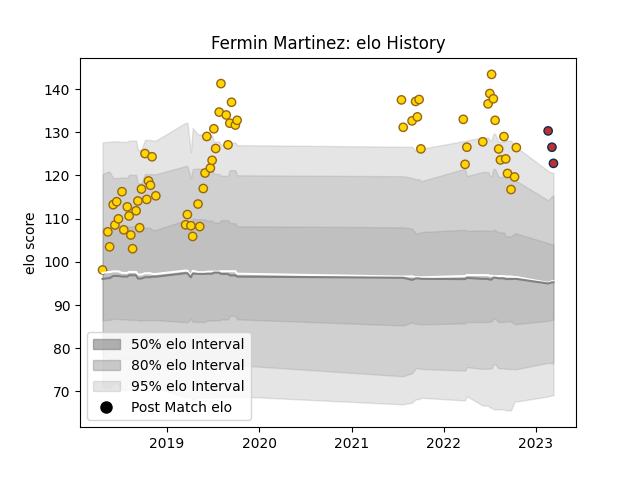 Fermin Martinez: elo History
elo score
140
130
120
110
100
90
80
70
50% elo Interval
80% elo Interval
95% elo Interval
Post Match elo
2019
2020
2021
2022
2023